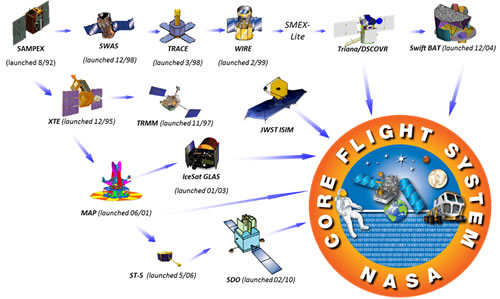 SAMPEX
(launched 8/92)
SWAS
(launched 12/98)
TRACE
(launched 3/98)
WIRE
(launched 2/99)
SMEX-
Lite
Triana/DSCOVR
Swift BAT (launched 12/04)
XTE (launched 12/95)
TRMM (launched 11/97)
JWST ISIM
IceSat GLAS
(launched 01/03)
MAP (launched 06/01)
ST-5 (launched 5/06)
SDO (launched 02/10)
CORE FLIGHT SYSTEM
NASA